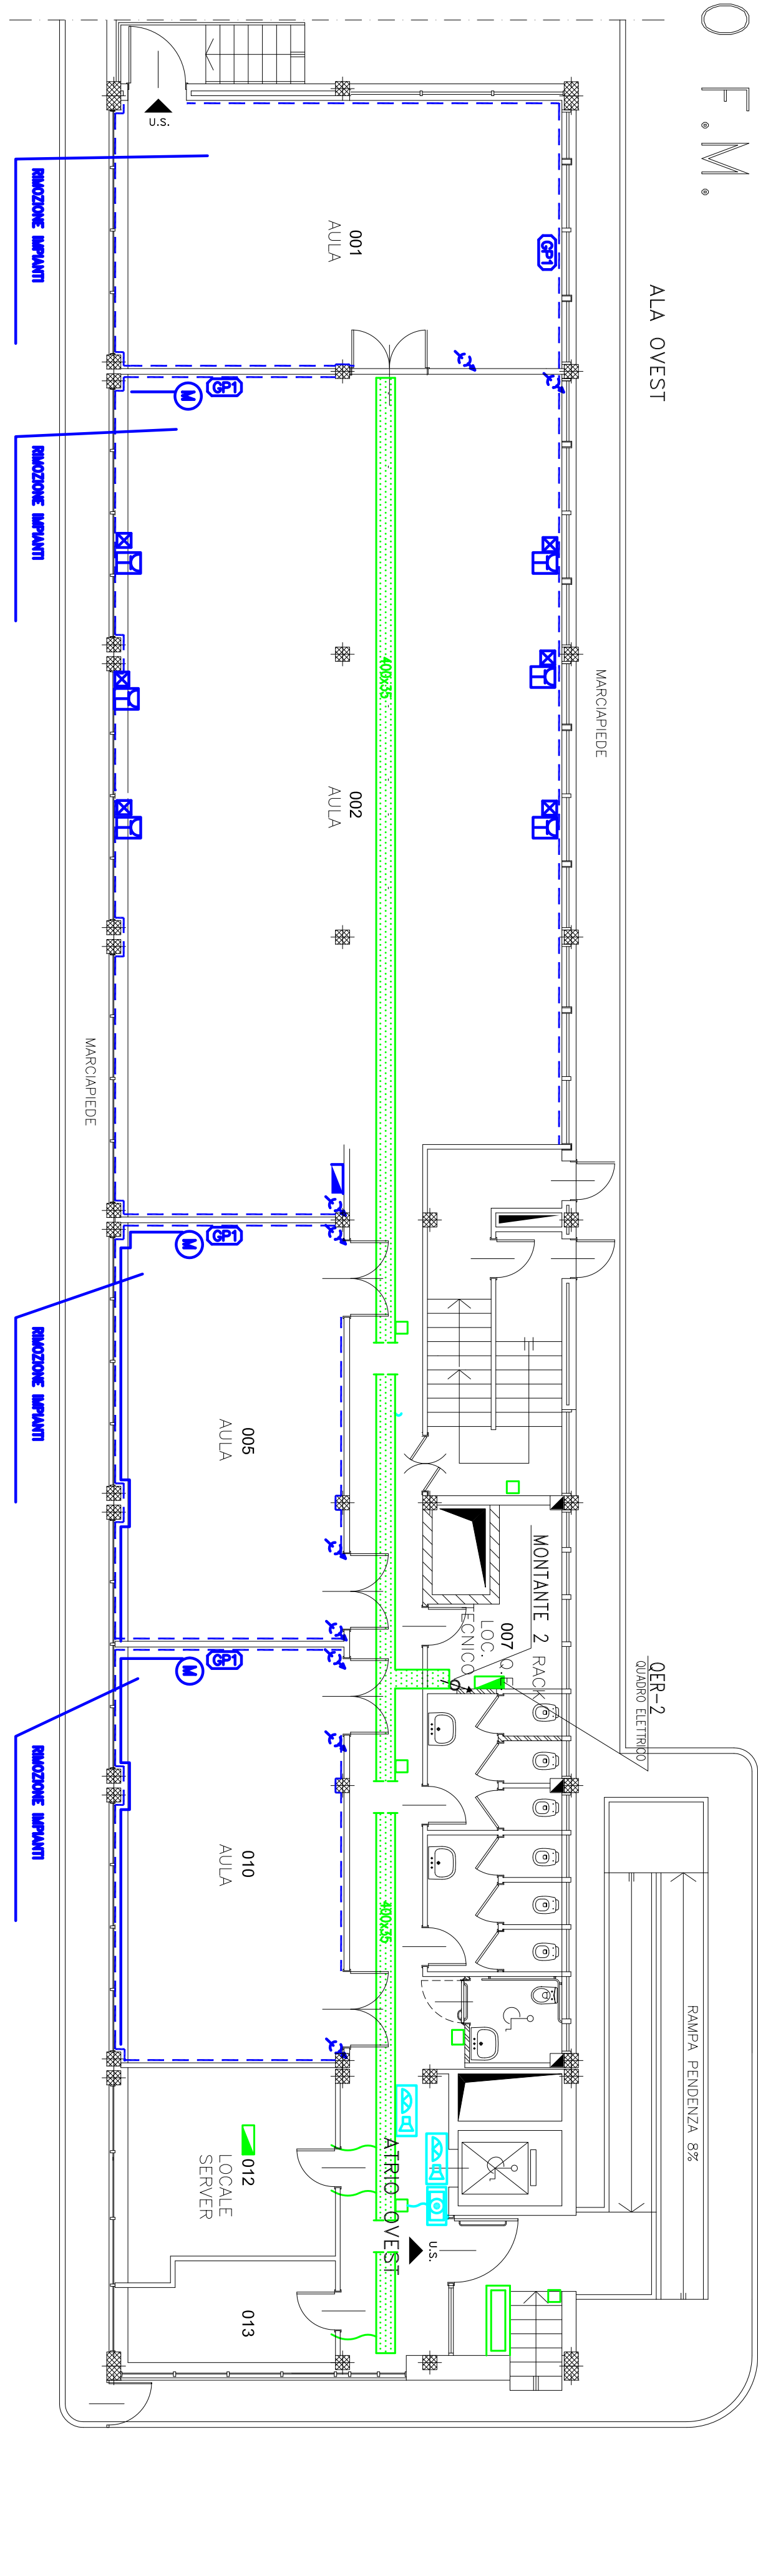 O F.M.
ALA OVEST
U.S.
RIMOZIONE IMPIANTI
001
AULA
GP1
GP1
M
RIMOZIONE IMPIANTI
400x35
MARCIAPIEDE
002
AULA
MARCIAPIEDE
GP1
M
RIMOZIONE IMPIANTI
005
AULA
MONTANTE 2
RACK
007 Q.E.
LOC.
TECNICO
QER-2
QUADRO ELETTRICO
GP1
M
RIMOZIONE IMPIANTI
010
AULA
400x35
RAMPA PENDENZA 8%
012
LOCALE
SERVER
ATRIO OVEST
U.S.
013